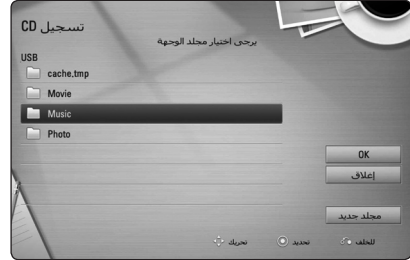 تسجيل CD
يرجى اختيار مجلد الوجهة
USB
cache.tmp
Movie
Music
Photo
OK
إغلاق
مجلد جديد
تحريك
تحديد
للخلف